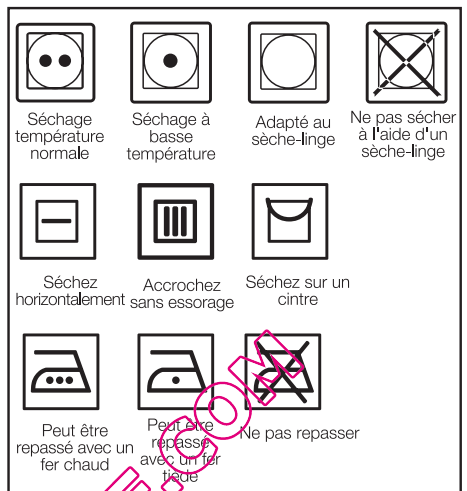 Séchage
température
normale
Séchage à
basse
température
Adapté au
sèche-linge
Ne pas sécher
à l'aide d'un
sèche-linge
Séchez
horizontalement
Accrochez
sans essorage
Séchez sur un
cintre
Peut être
repassé avec un
fer chaud
Peut être
repassé
avec un fer
tiède
Ne pas repasser
.COM